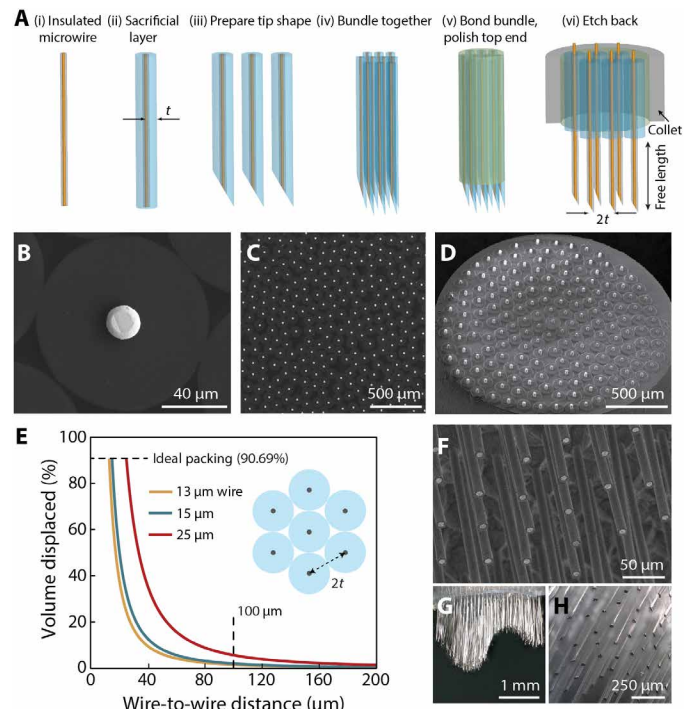 A
(i) Insulated
microwire
(ii) Sacrificial
layer
(iii) Prepare tip shape
(iv) Bundle together
(v) Bond bundle,
polish top end
(vi) Etch back
t
Collet
Free length
2t
B
40 µm
C
500 µm
D
500 µm
E
Volume displaced (%)
100
80
60
40
20
0
Ideal packing (90.69%)
13 µm wire
15 µm
25 µm
2t
100 µm
0
40
80
120
160
200
Wire-to-wire distance (µm)
F
50 µm
G
1 mm
H
250 µm